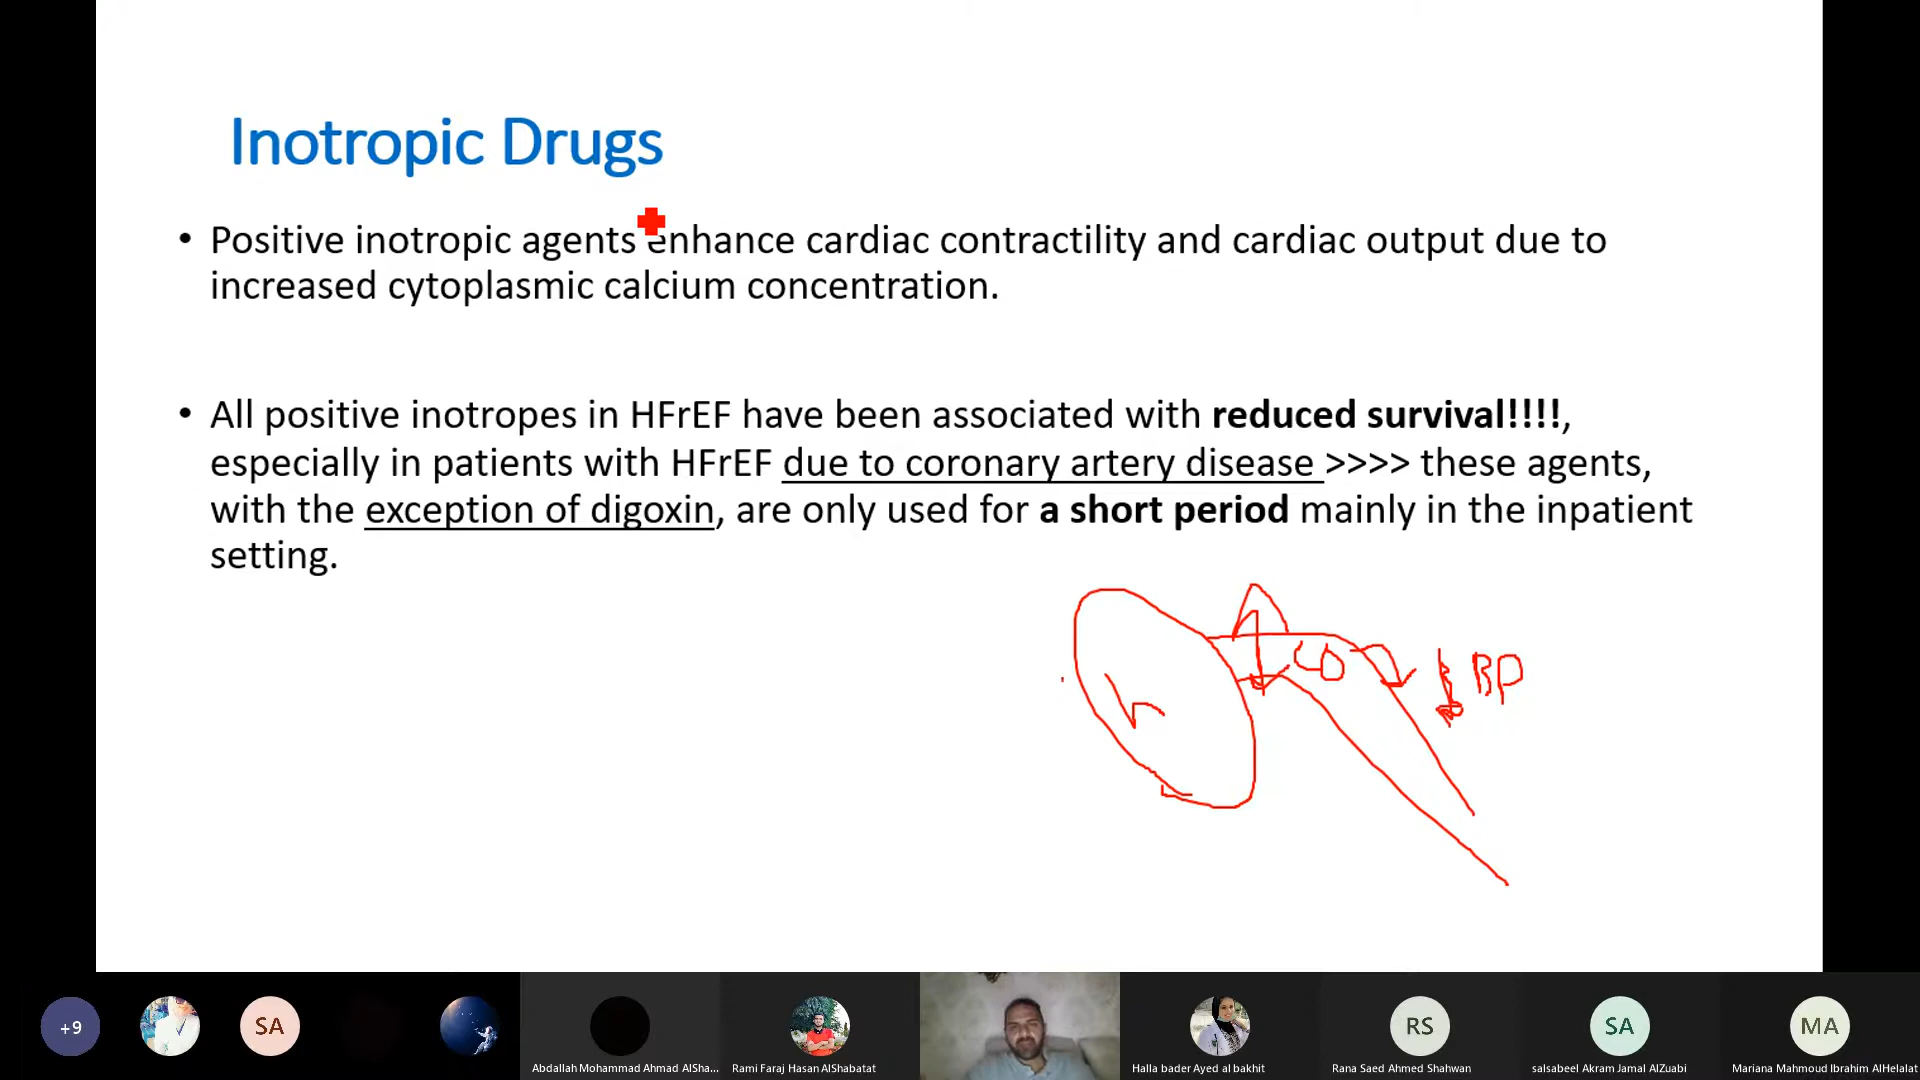 Inotropic Drugs
• Positive inotropic agents enhance cardiac contractility and cardiac output due to
increased cytoplasmic calcium concentration.
• All positive inotropes in HFrEF have been associated with reduced survival!!!!,
especially in patients with HFrEF due to coronary artery disease >>>> these agents,
with the exception of digoxin, are only used for a short period mainly in the inpatient
setting.
CO
BP
+9
SA
Abdallah Mohammad Ahmad AlSha...
Rami Faraj Hasan AlShabatat
Halla bader Ayed al bakhit
RS
Rana Saed Ahmed Shahwan
SA
salsabeel Akram Jamal AlZuabi
MA
Mariana Mahmoud Ibrahim AlHelalat